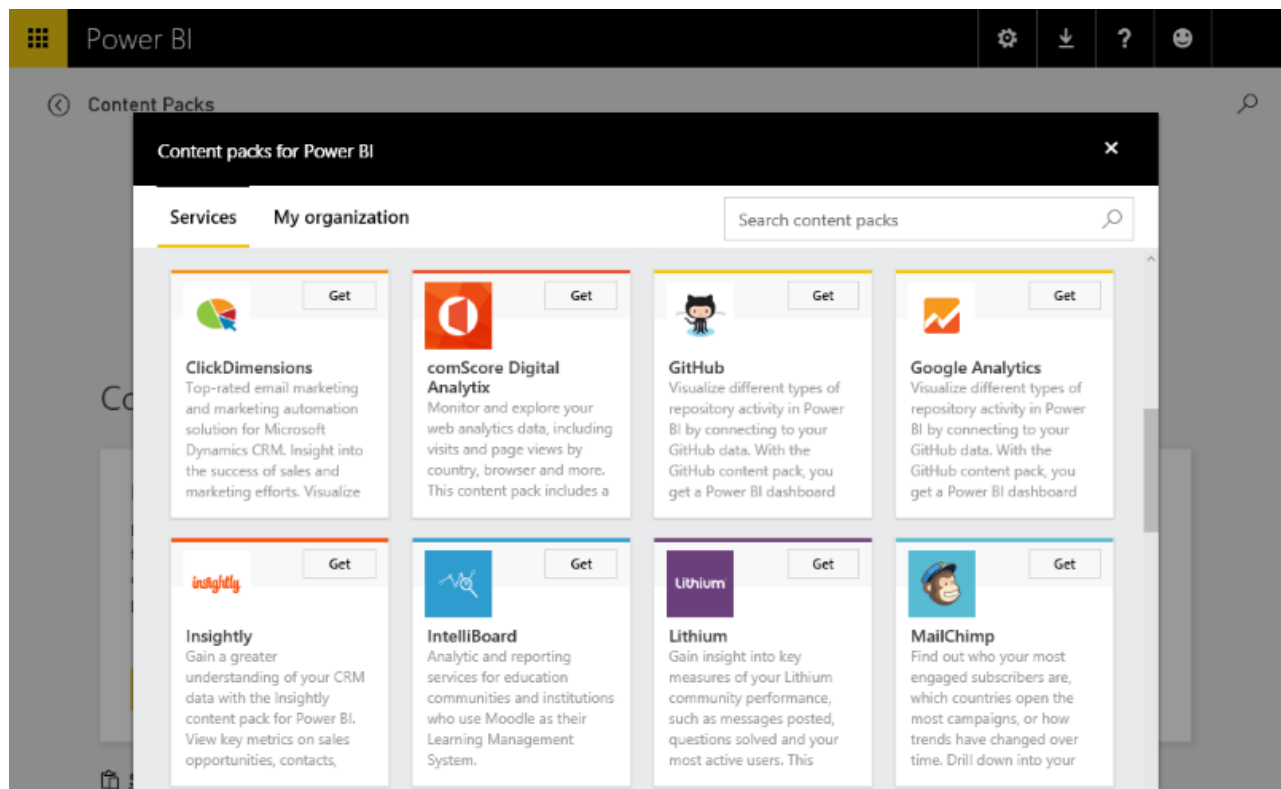 Power BI
?
Content Packs
Content packs for Power BI
Services
My organization
Search content packs
Get
ClickDimensions
Top-rated email marketing
and marketing automation
solution for Microsoft
Dynamics CRM. Insight into
the success of sales and
marketing efforts. Visualize
Get
comScore Digital
Analytix
Monitor and explore your
web analytics data, including
visits and page views by
country, browser and more.
This content pack includes a
Get
GitHub
Visualize different types of
repository activity in Power
BI by connecting to your
GitHub data. With the
GitHub content pack, you
get a Power BI dashboard
Get
Google Analytics
Visualize different types of
repository activity in Power
BI by connecting to your
GitHub data. With the
GitHub content pack, you
get a Power BI dashboard
Co
insightly
Get
Insightly
Gain a greater
understanding of your CRM
data with the Insightly
content pack for Power BI.
View key metrics on sales
opportunities, contacts,
Get
IntelliBoard
Analytic and reporting
services for education
communities and institutions
who use Moodle as their
Learning Management
System.
Lithium
Get
Lithium
Gain insight into key
measures of your Lithium
community performance,
such as messages posted,
questions solved and your
most active users. This
Get
MailChimp
Find out who your most
engaged subscribers are,
which countries open the
most campaigns, or how
trends have changed over
time. Drill down into your